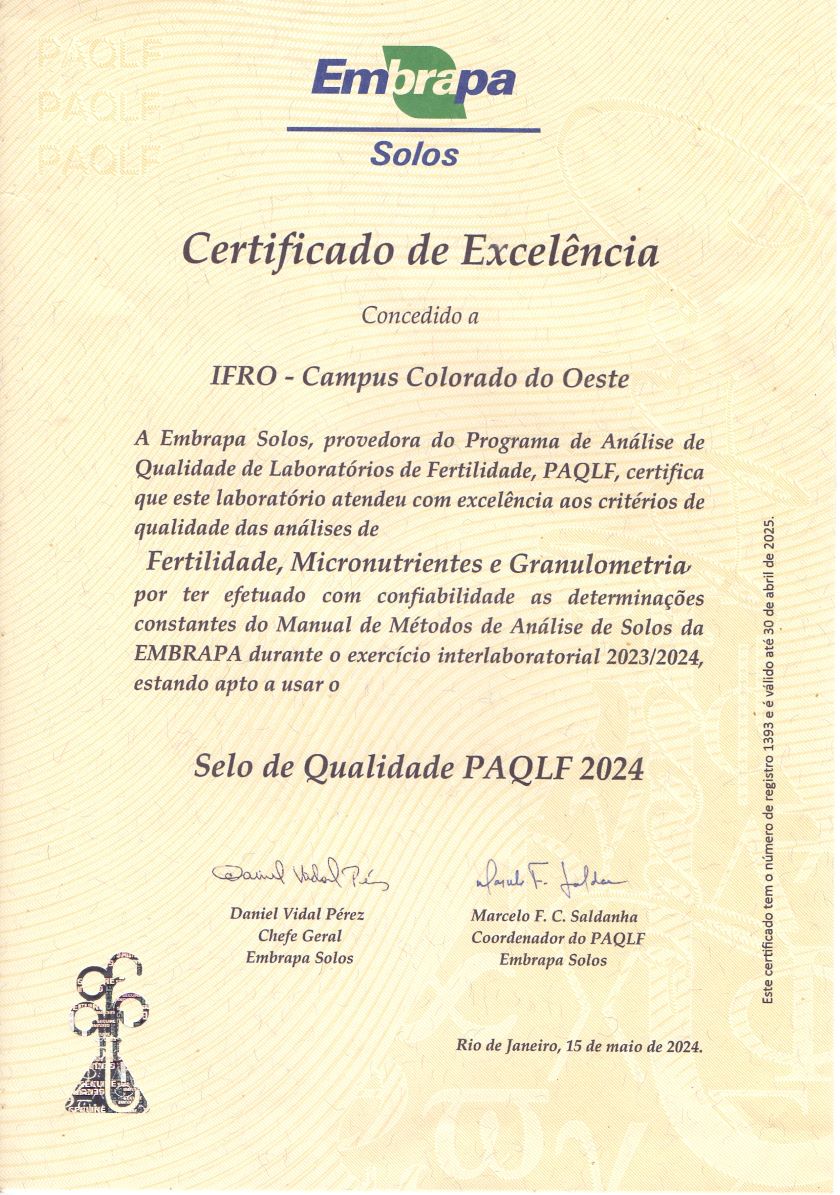 PAQLF
PAQLF
PAQLF
Embrapa
Solos
Certificado de Excelência
Concedido a
IFRO - Campus Colorado do Oeste
A Embrapa Solos, provedora do Programa de Análise de
Qualidade de Laboratórios de Fertilidade, PAQLF, certifica
que este laboratório atendeu com excelência aos critérios de
qualidade das análises de
Fertilidade, Micronutrientes e Granulometria,
por ter efetuado com confiabilidade as determinações
constantes do Manual de Métodos de Análise de Solos da
EMBRAPA durante o exercício interlaboratorial 2023/2024,
estando apto a usar o
Selo de Qualidade PAQLF 2024
Daniel Vidal Pérez
Daniel Vidal Pérez
Chefe Geral
Embrapa Solos
Marcelo F. C. Saldanha
Coordenador do PAQLF
Embrapa Solos
Rio de Janeiro, 15 de maio de 2024.
Este certificado tem o número de registro 1393 e é válido até 30 de abril de 2025.